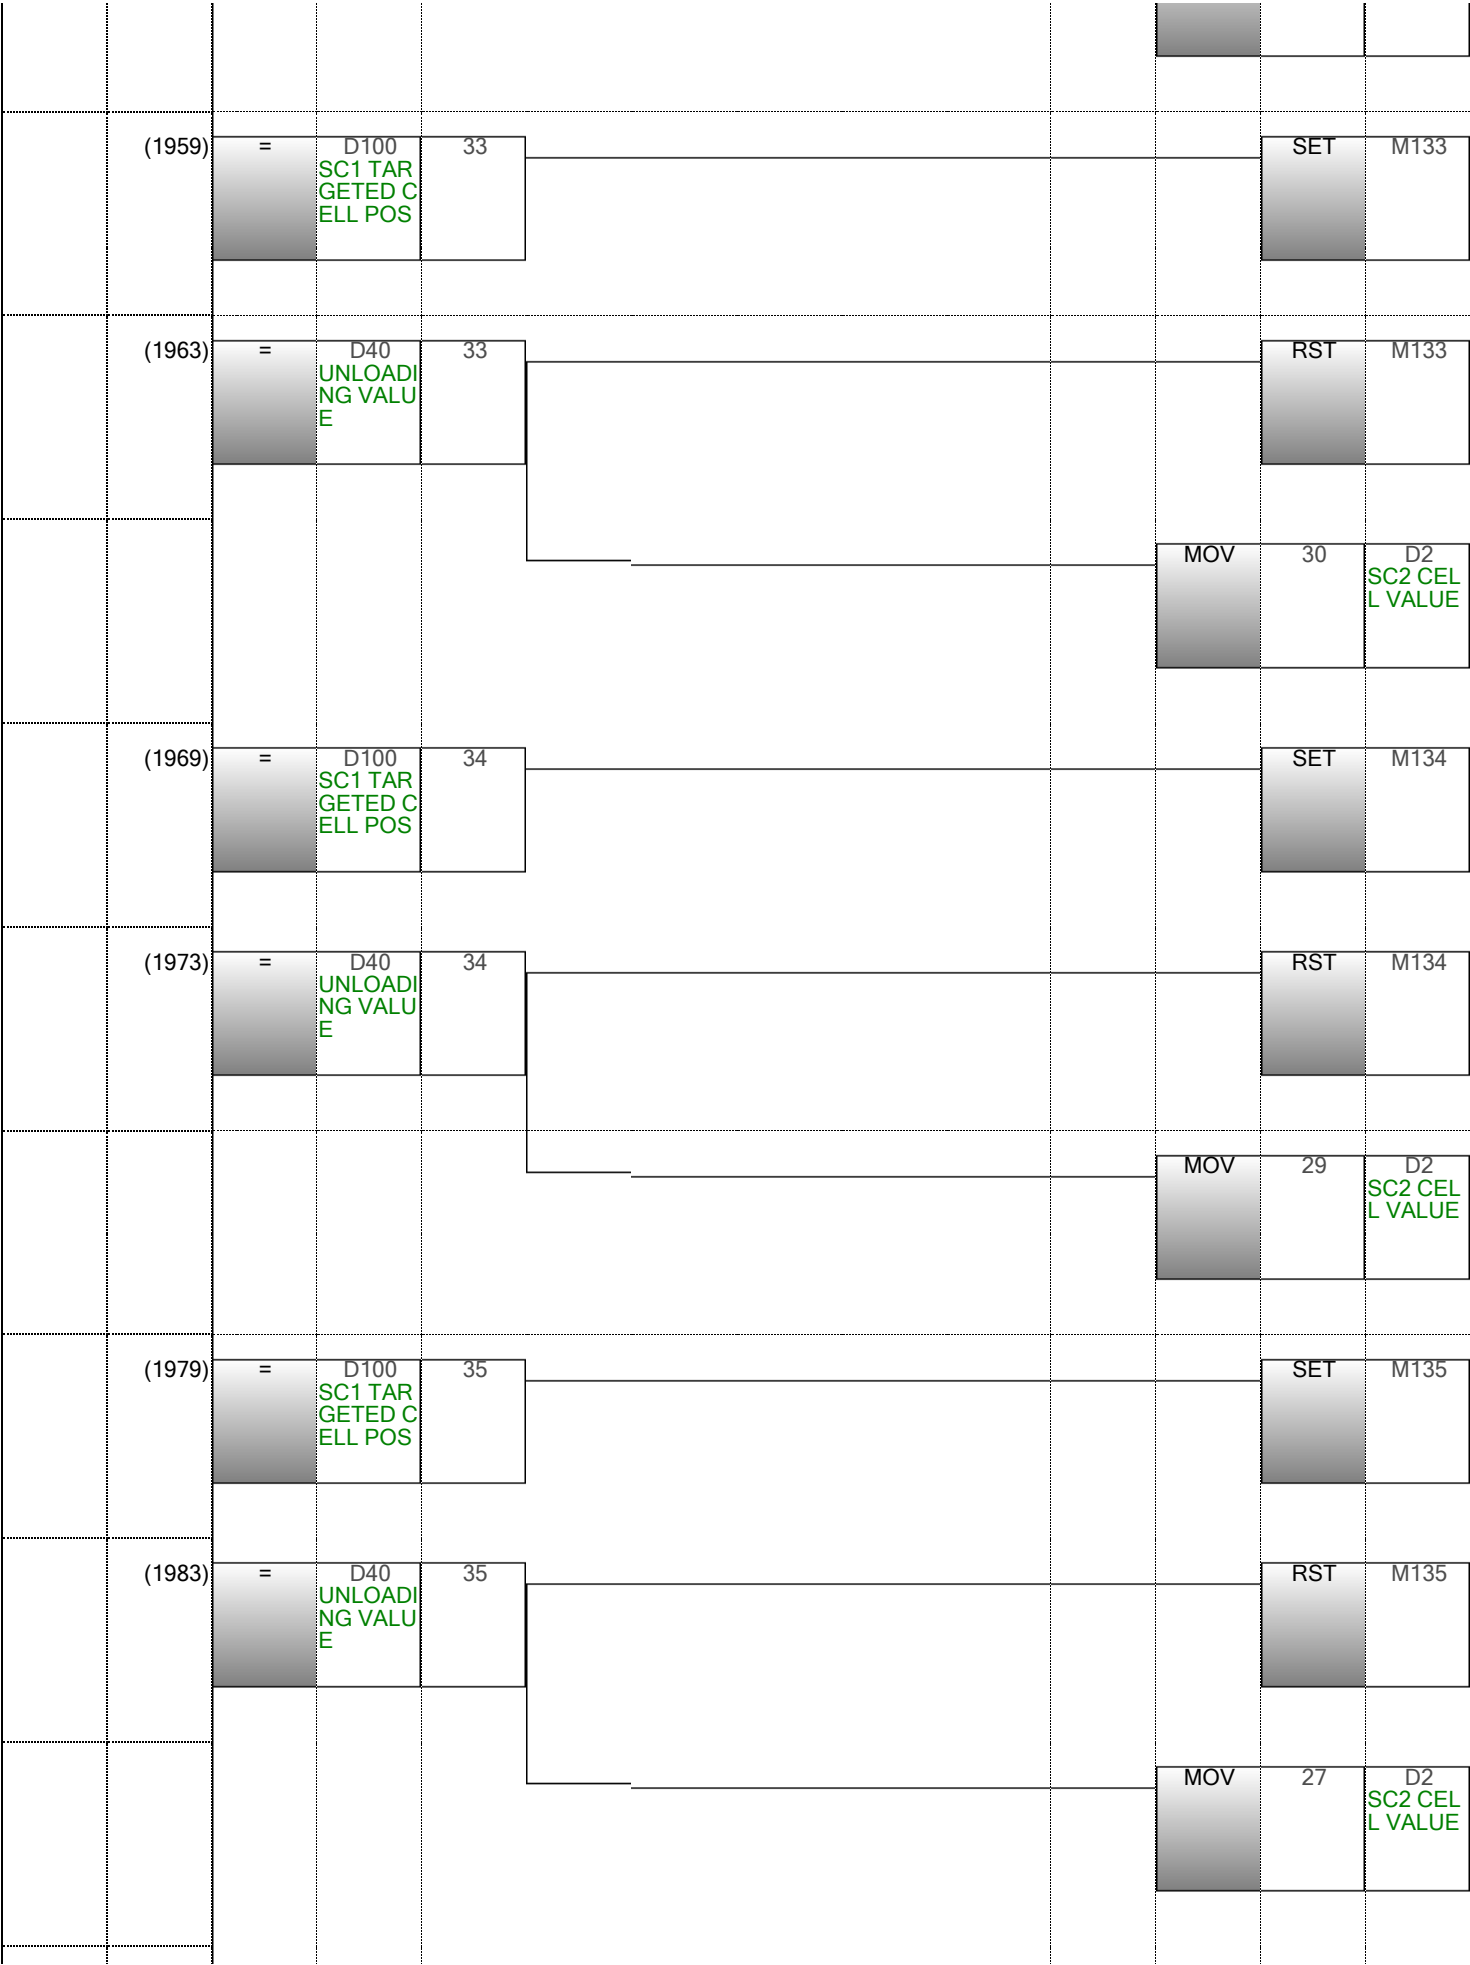 (1959) = D100 33 SET M133
SC1 TAR
GETED C
ELL POS
(1963) = D40 33 RST M133
UNLOADI
NG VALU
E
MOV 30 D2
SC2 CEL
L VALUE
(1969) = D100 34 SET M134
SC1 TAR
GETED C
ELL POS
(1973) = D40 34 RST M134
UNLOADI
NG VALU
E
MOV 29 D2
SC2 CEL
L VALUE
(1979) = D100 35 SET M135
SC1 TAR
GETED C
ELL POS
(1983) = D40 35 RST M135
UNLOADI
NG VALU
E
MOV 27 D2
SC2 CEL
L VALUE